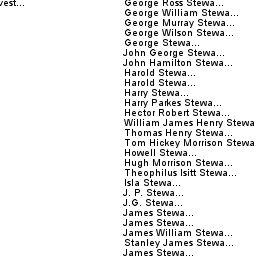 vest...
George Ross Stewa...
George William Stewa...
George Murray Stewa...
George Wilson Stewa...
George Stewa...
John George Stewa...
John Hamilton Stewa...
Harold Stewa...
Harold Stewa...
Harry Stewa...
Harry Parkes Stewa...
Hector Robert Stewa...
William James Henry Stewa
Thomas Henry Stewa...
Tom Hickey Morrison Stewa
Howell Stewa...
Hugh Morrison Stewa...
Theophilus Isitt Stewa...
Isla Stewa...
J. P. Stewa...
J.G. Stewa...
James Stewa...
James Stewa...
James William Stewa...
Stanley James Stewa...
James Stewa...